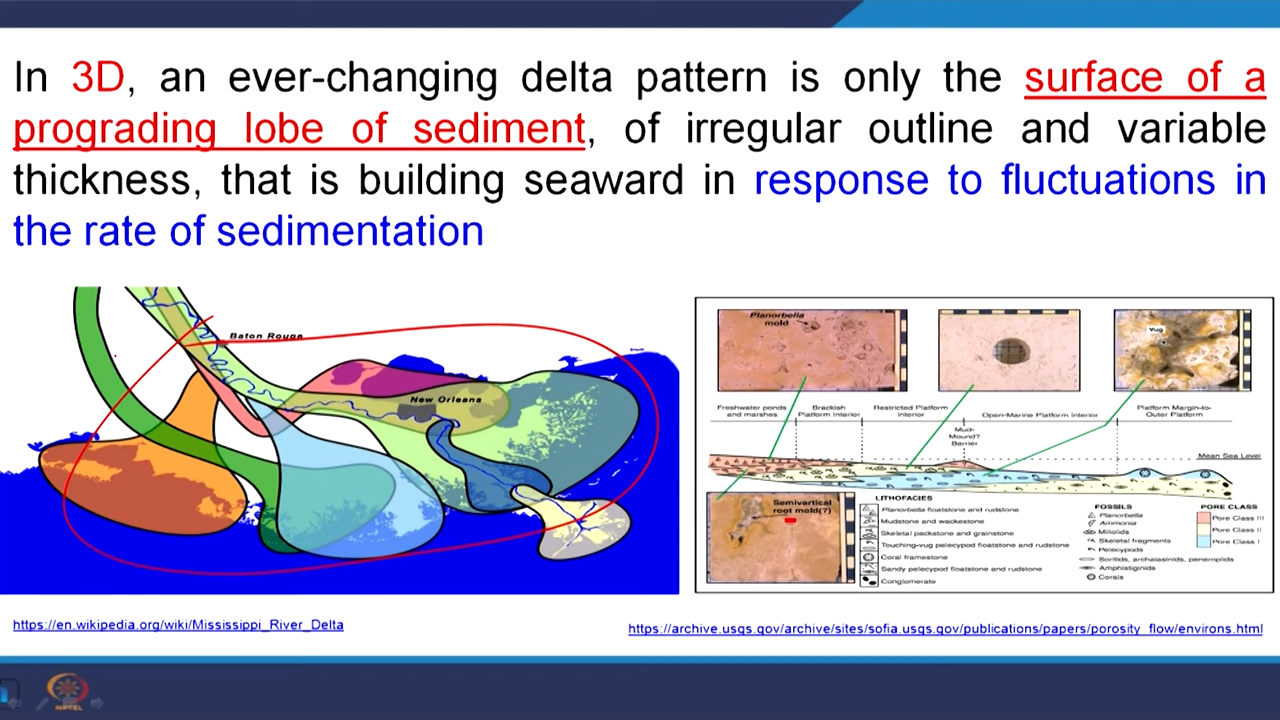 In 3D, an ever-changing delta pattern is only the surface of a
prograding lobe of sediment, of irregular outline and variable
thickness, that is building seaward in response to fluctuations in
the rate of sedimentation
Baton Rouge
New Orleans
Planorbella
mold
Vug
Freshwater ponds
and marshes
Brackish
Platform Interior
Restricted Platform
Interior
Open-Marine Platform Interior
Platform Margin-to-
Outer Platform
Mud-
Mound?
Barrier
Mean Sea Level
Semivertical
root mold(?)
LITHOFACIES
Planorbella floatstone and rudstone
Mudstone and wackestone
Skeletal packstone and grainstone
Touching-vug pelecypod floatstone and rudstone
Coral framestone
Sandy pelecypod floatstone and rudstone
Conglomerate
FOSSILS
Planorbella
Ammonia
Miliolids
Skeletal fragments
Pelecypods
Soritids, archaiasinids, peneroplids
Amphistiginids
Corals
PORE CLASS
Pore Class III
Pore Class II
Pore Class I
https://en.wikipedia.org/wiki/Mississippi_River_Delta
https://archive.usgs.gov/archive/sites/sofia.usgs.gov/publications/papers/porosity_flow/environs.html
NPTEL